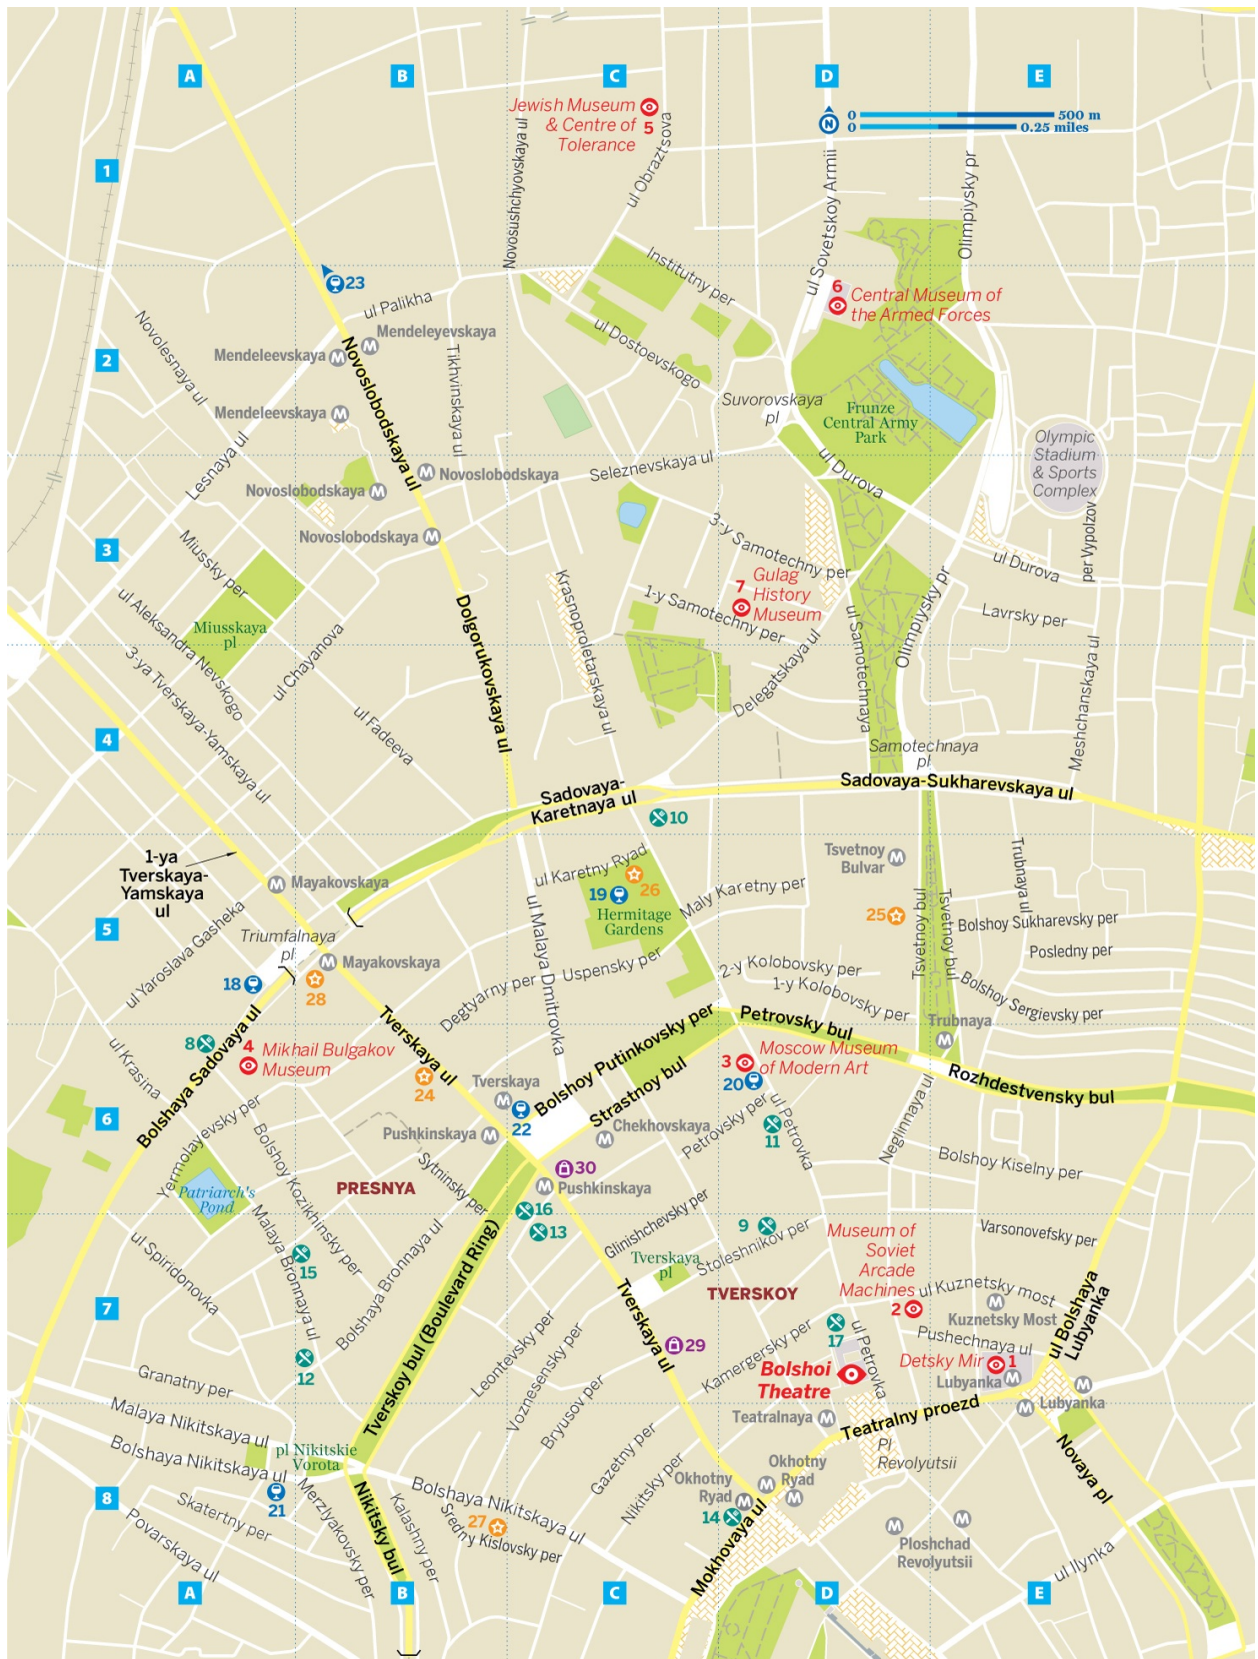 A
B
C
D
E
Jewish Museum
& Centre of
Tolerance
5
0
500 m
N
0
0.25 miles
1
Novosushchyovskaya ul
ul Obraztsova
ul Sovetskoy Armii
Olimpiysky pr
Institutny per
23
ul Palikha
6
Central Museum of
the Armed Forces
Novolesnaya ul
Mendeleyevskaya
Mendeleevskaya
2
Novoslobodskaya ul
Tikhvinskaya ul
ul Dostoevskogo
Mendeleevskaya
Suvorovskaya
pl
Frunze
Central Army
Park
Lesnaya ul
Olympic
Stadium
& Sports
Complex
Seleznevskaya ul
ul Durova
Novoslobodskaya
Novoslobodskaya
Novoslobodskaya
3
Miussky per
3-y Samotechny per
ul Durova
per Vypolzov
7
Gulag
History
Museum
1-y Samotechny per
Krasnoproletarskaya ul
ul Aleksandra Nevskogo
Miusskaya
pl
Dolgorukovskaya ul
Lavrsky per
ul Samotechnaya
Olimpiysky pr
ul Chayanova
3-ya Tverskaya-Yamskaya ul
Delegatskaya ul
Meshchanskaya ul
ul Fadeeva
4
Samotechnaya
pl
Sadovaya-
Karetnaya ul
Sadovaya-Sukharevskaya ul
10
1-ya
Tverskaya-
Yamskaya
ul
Mayakovskaya
ul Karetny Ryad
26
19
Hermitage
Gardens
Maly Karetny per
Tsvetnoy
Bulvar
25
Tsvetnoy bul
Tsvetnoy bul
Trubnaya ul
Bolshoy Sukharevsky per
Posledny per
5
ul Yaroslava Gasheka
Triumfalnaya
pl
Mayakovskaya
ul Malaya Dmitrovka
Uspensky per
Degtyarny per
2-y Kolobovsky per
1-y Kolobovsky per
Bolshoy Sergievsky per
18
28
Tverskaya ul
Bolshoy Putinkovsky per
Petrovsky bul
Trubnaya
ul Krasina
8
4
Mikhail Bulgakov
Museum
Bolshaya Sadovaya ul
24
Tverskaya
22
Strastnoy bul
3
Moscow Museum
of Modern Art
20
Rozhdestvensky bul
6
Yermolayevsky per
Pushkinskaya
Chekhovskaya
Petrovsky per
ul Petrovka
11
Neglinnaya ul
Bolshoy Kiselny per
Bolshoy Kozikhinsky per
Sytninsky per
30
Pushkinskaya
Patriarch's
Pond
PRESNYA
16
13
Glinishchevsky per
9
Stoleshnikov per
Museum of
Soviet
Arcade
Machines
2
Varsonovefsky per
ul Spiridonovka
Malaya Bronnaya ul
15
Bolshaya Bronnaya ul
Tverskoy bul (Boulevard Ring)
Tverskaya
pl
TVERSKOY
ul Kuznetsky most
Kuznetsky Most
7
Tverskaya ul
17
ul Petrovka
Pushechnaya ul
ul Bolshaya
Lubyanka
29
Kamergersky per
Leontevsky per
Voznesensky per
Bryusov per
12
Bolshoi
Theatre
Detsky Mir
1
Lubyanka
Lubyanka
Granatny per
Malaya Nikitskaya ul
Teatralnaya
Teatralny proezd
Bolshaya Nikitskaya ul
pl Nikitskie
Vorota
Pl
Revolyutsii
Novaya pl
Gazetny per
Nikitsky per
Okhotny
Ryad
Okhotny
Ryad
8
Skatertny per
21
Merzlyakovsky per
Nikitsky bul
Kalashny per
Bolshaya Nikitskaya ul
27
Sredny Kislovsky per
14
Mokhovaya ul
Ploshchad
Revolyutsii
Povarskaya ul
ul Ilynka
A
B
C
D
E